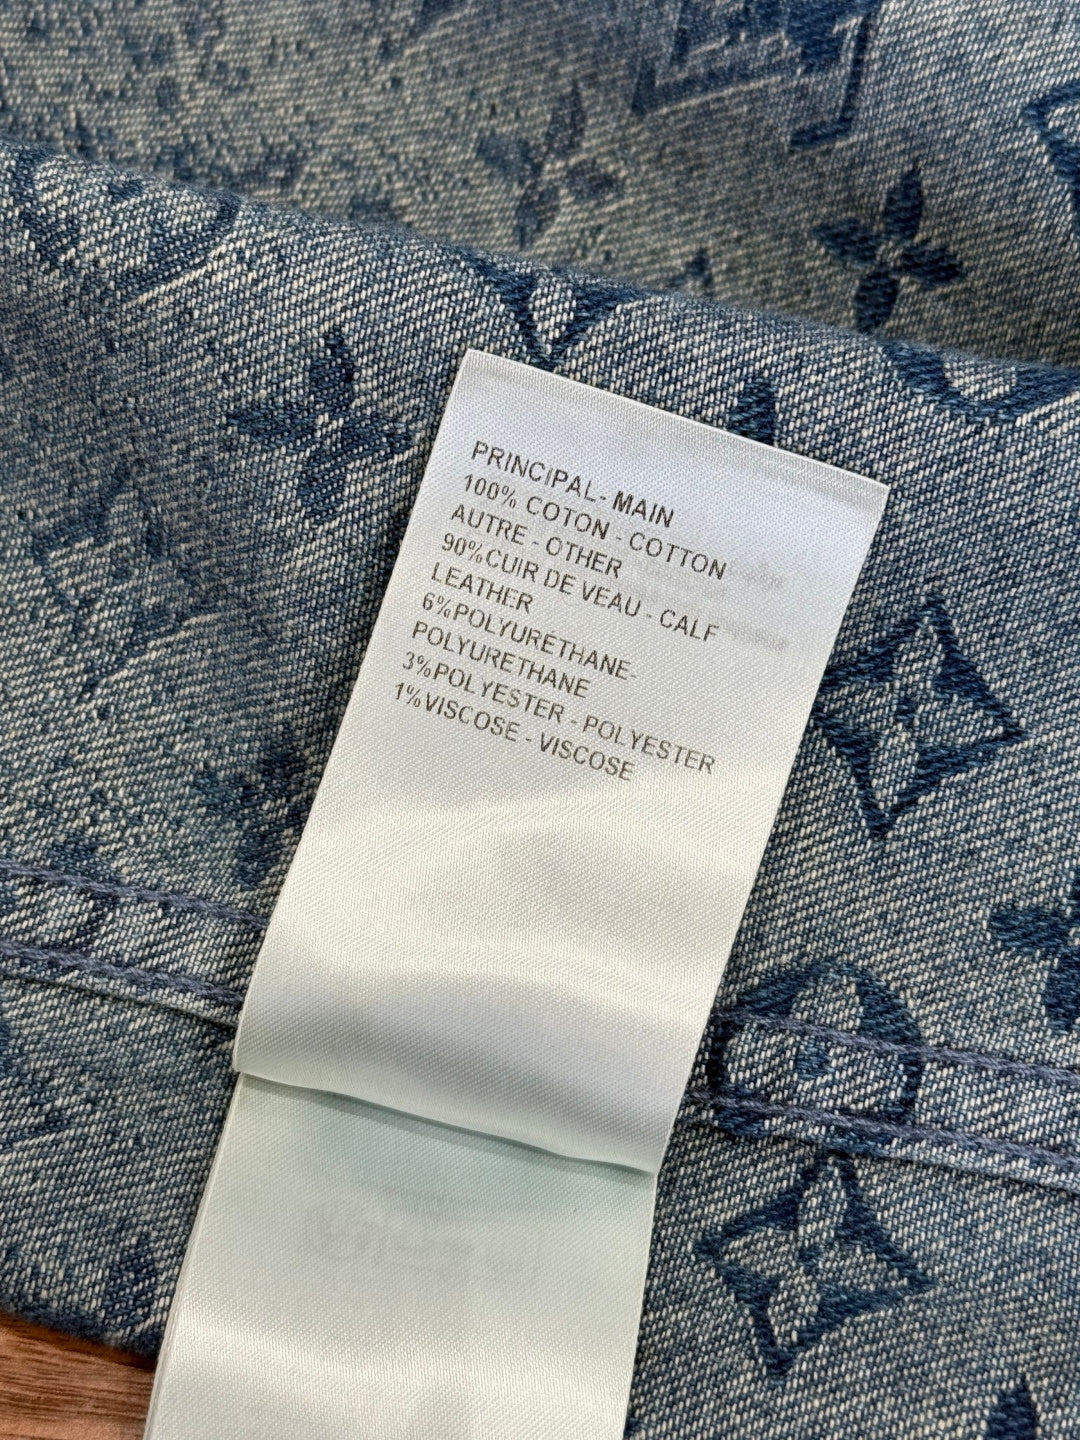 PRINCIPAL- MAIN
100% COTON - COTTON
AUTRE - OTHER
90%CUIR DE VEAU - CALF
LEATHER
6%POLYURÉTHANE-
POLYURETHANE
3%POLYESTER - POLYESTER
1%VISCOSE - VISCOSE